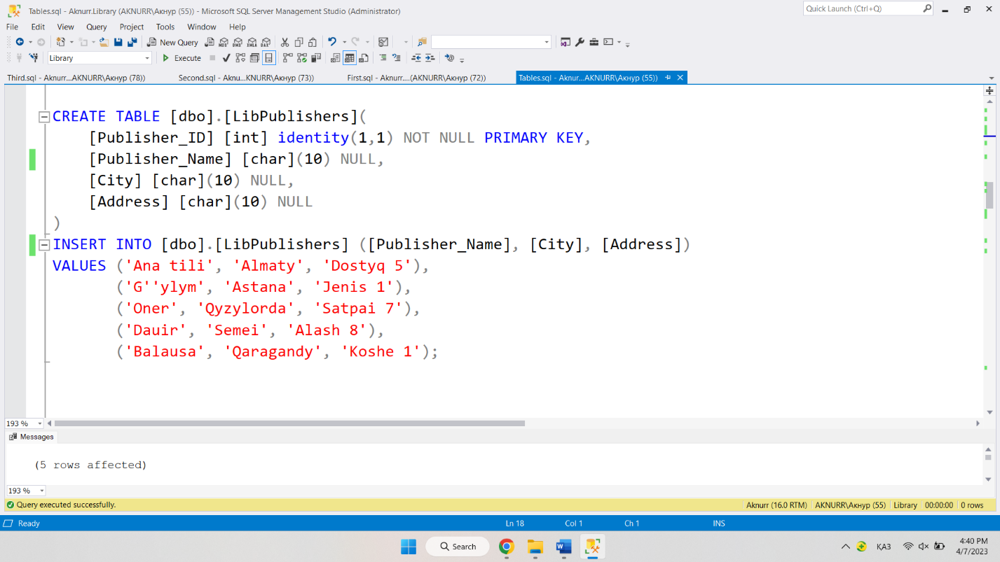 Tables.sql - Aknurr.Library (AKNURR\Акнур (55)) - Microsoft SQL Server Management Studio (Administrator)
Quick Launch (Ctrl+Q)
File Edit View Query Project Tools Window Help
New Query
Library
Execute
Third.sql - Aknurr...AKNURR\Акнур (78))
Second.sql - Aknu...KNURR\Акнур (73))
First.sql - Aknurr....(AKNURR\Акнур (72))
Tables.sql - Aknur...AKNURR\Акнур (55))
CREATE TABLE [dbo].[LibPublishers](
[Publisher_ID] [int] identity(1,1) NOT NULL PRIMARY KEY,
[Publisher_Name] [char](10) NULL,
[City] [char](10) NULL,
[Address] [char](10) NULL
)
INSERT INTO [dbo].[LibPublishers] ([Publisher_Name], [City], [Address])
VALUES ('Ana tili', 'Almaty', 'Dostyq 5'),
('G''ylym', 'Astana', 'Jenis 1'),
('Oner', 'Qyzylorda', 'Satpai 7'),
('Dauir', 'Semei', 'Alash 8'),
('Balausa', 'Qaragandy', 'Koshe 1');
193 %
Messages
(5 rows affected)
193 %
Query executed successfully.
Aknurr (16.0 RTM) AKNURR\Акнур (55) Library 00:00:00 0 rows
Ready Ln 18 Col 1 Ch 1 INS
Search
ҚАЗ
4:40 PM
4/7/2023